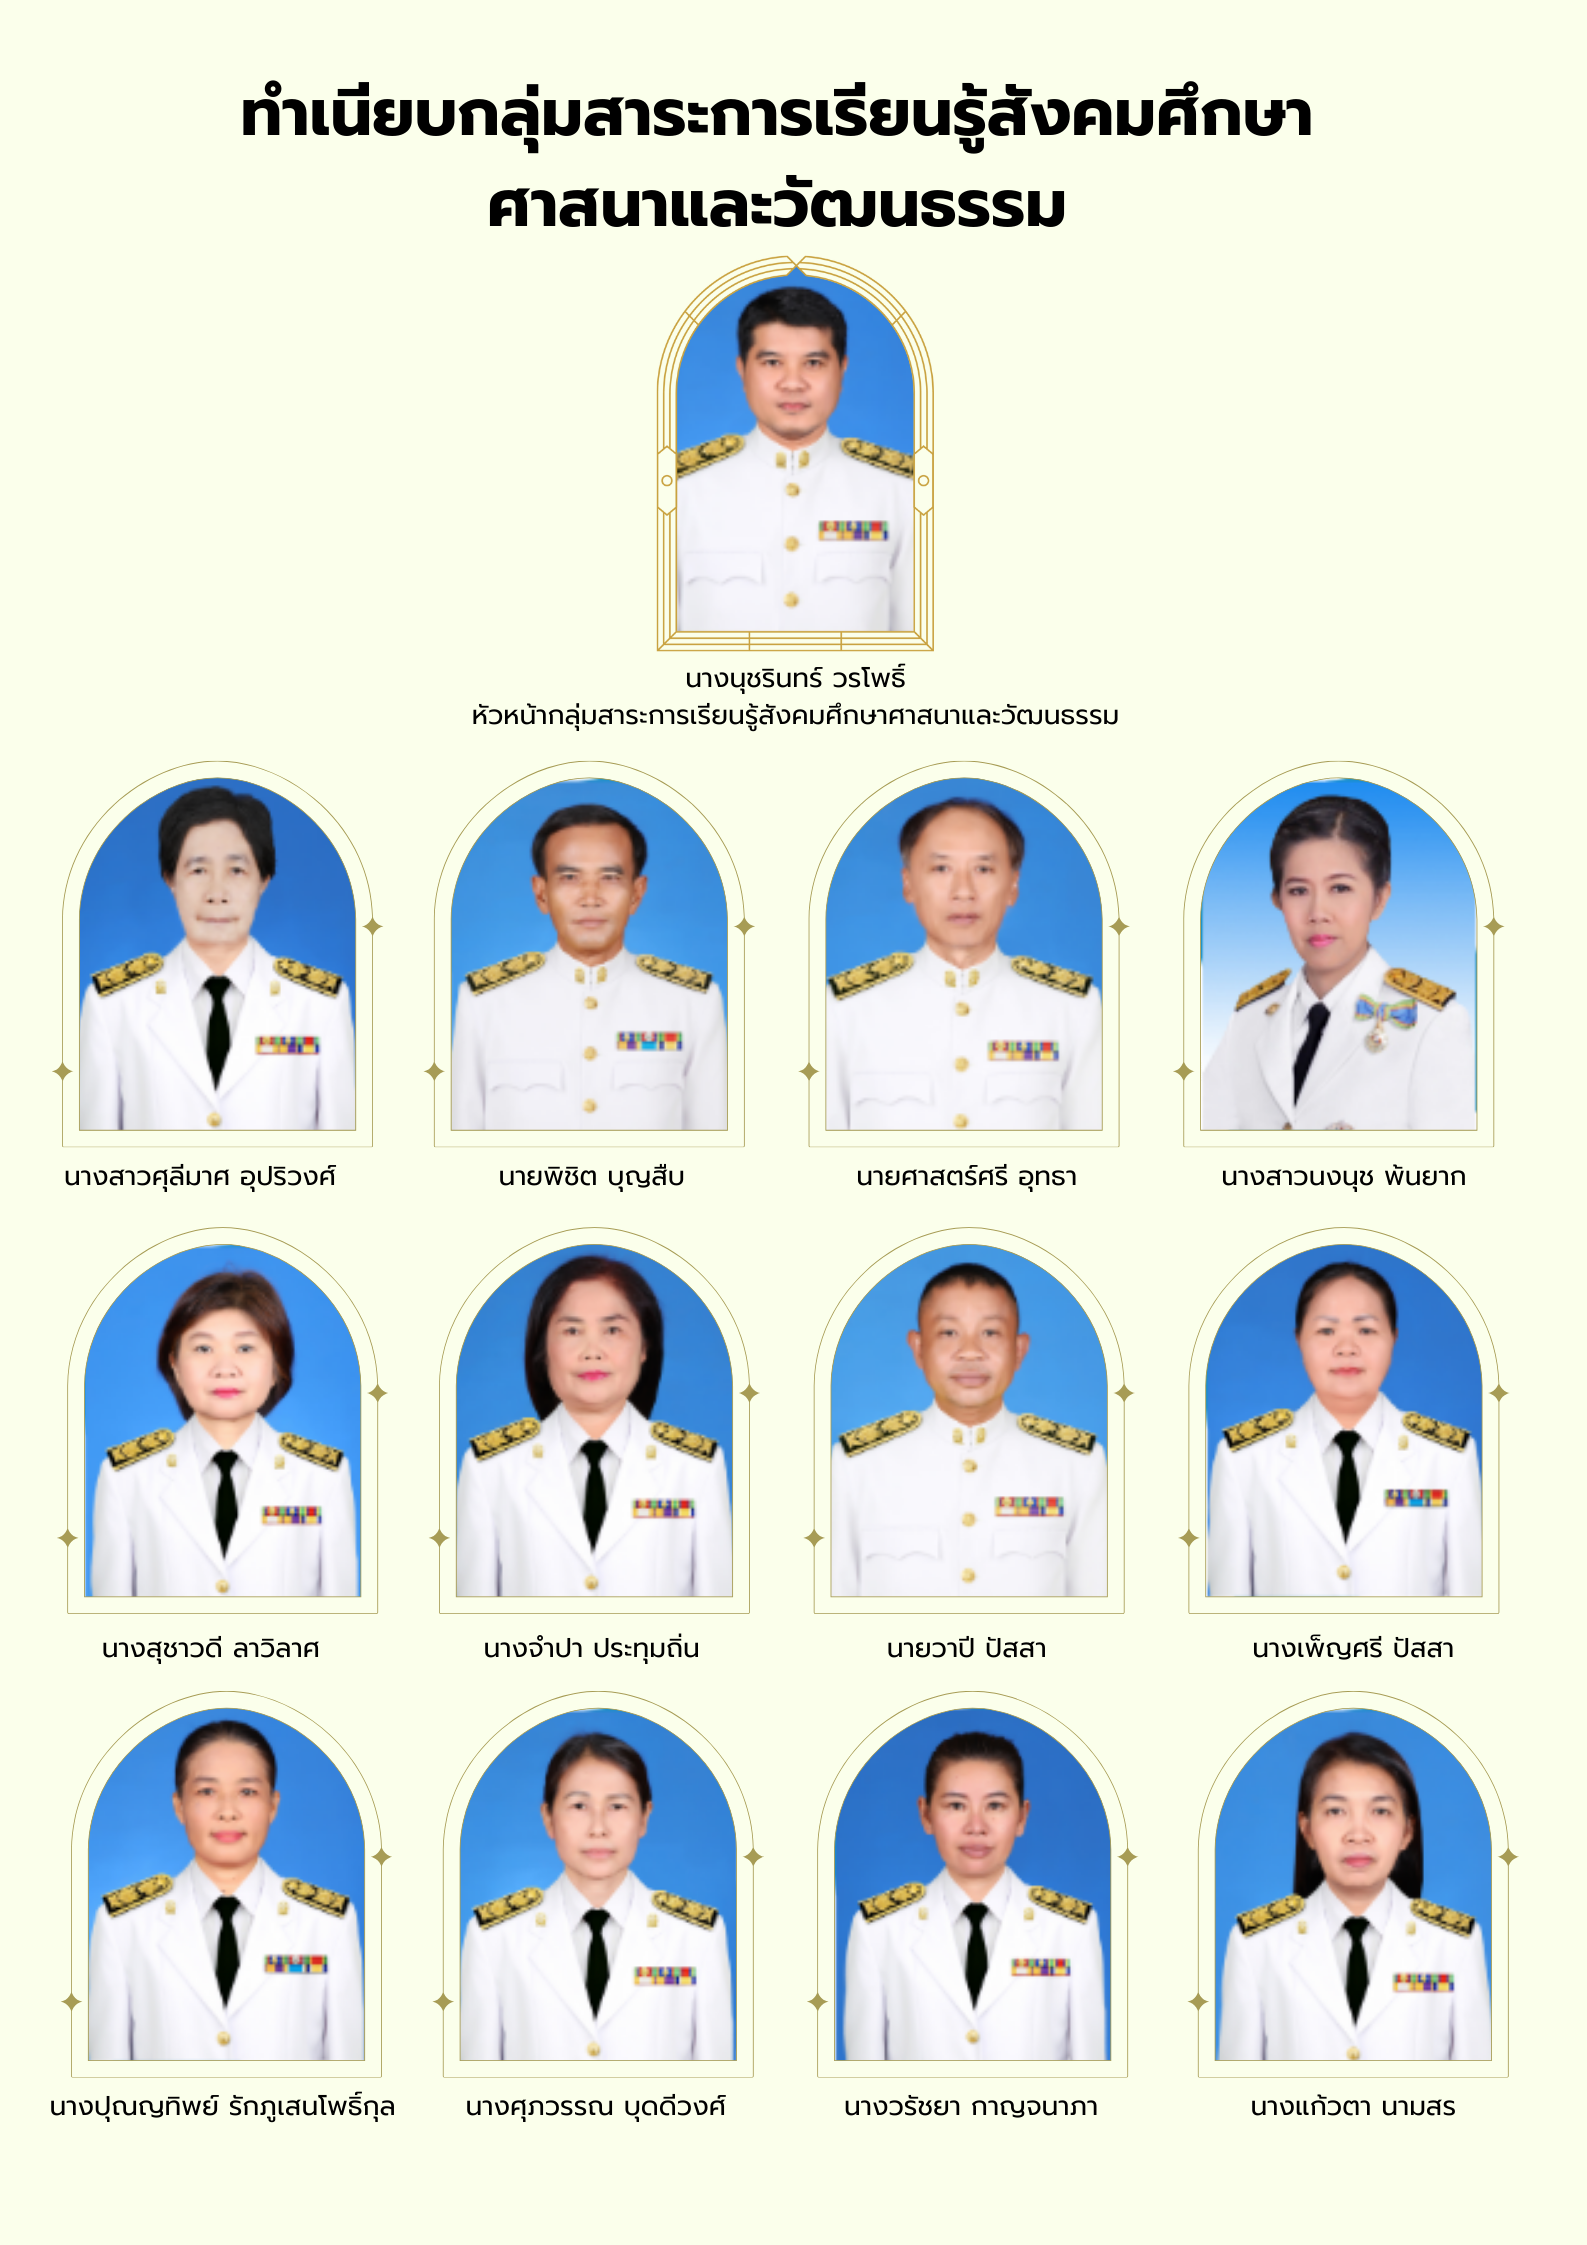 ทำเนียบกลุ่มสาระการเรียนรู้สังคมศึกษา
ศาสนาและวัฒนธรรม
นางนุชรินทร์ วรโพธิ์
หัวหน้ากลุ่มสาระการเรียนรู้สังคมศึกษาศาสนาและวัฒนธรรม
นางสาวศุลีมาศ อุปริวงศ์
นายพิชิต บุญสืบ
นายศาสตร์ศรี อุทธา
นางสาวนงนุช พ้นยาก
นางสุชาวดี ลาวิลาศ
นางจำปา ประทุมถิ่น
นายวาปี ปัสสา
นางเพ็ญศรี ปัสสา
นางปุณญทิพย์ รักภูเสนโพธิ์กุล
นางศุภวรรณ บุดดีวงศ์
นางวรัชยา กาญจนาภา
นางแก้วตา นามสร